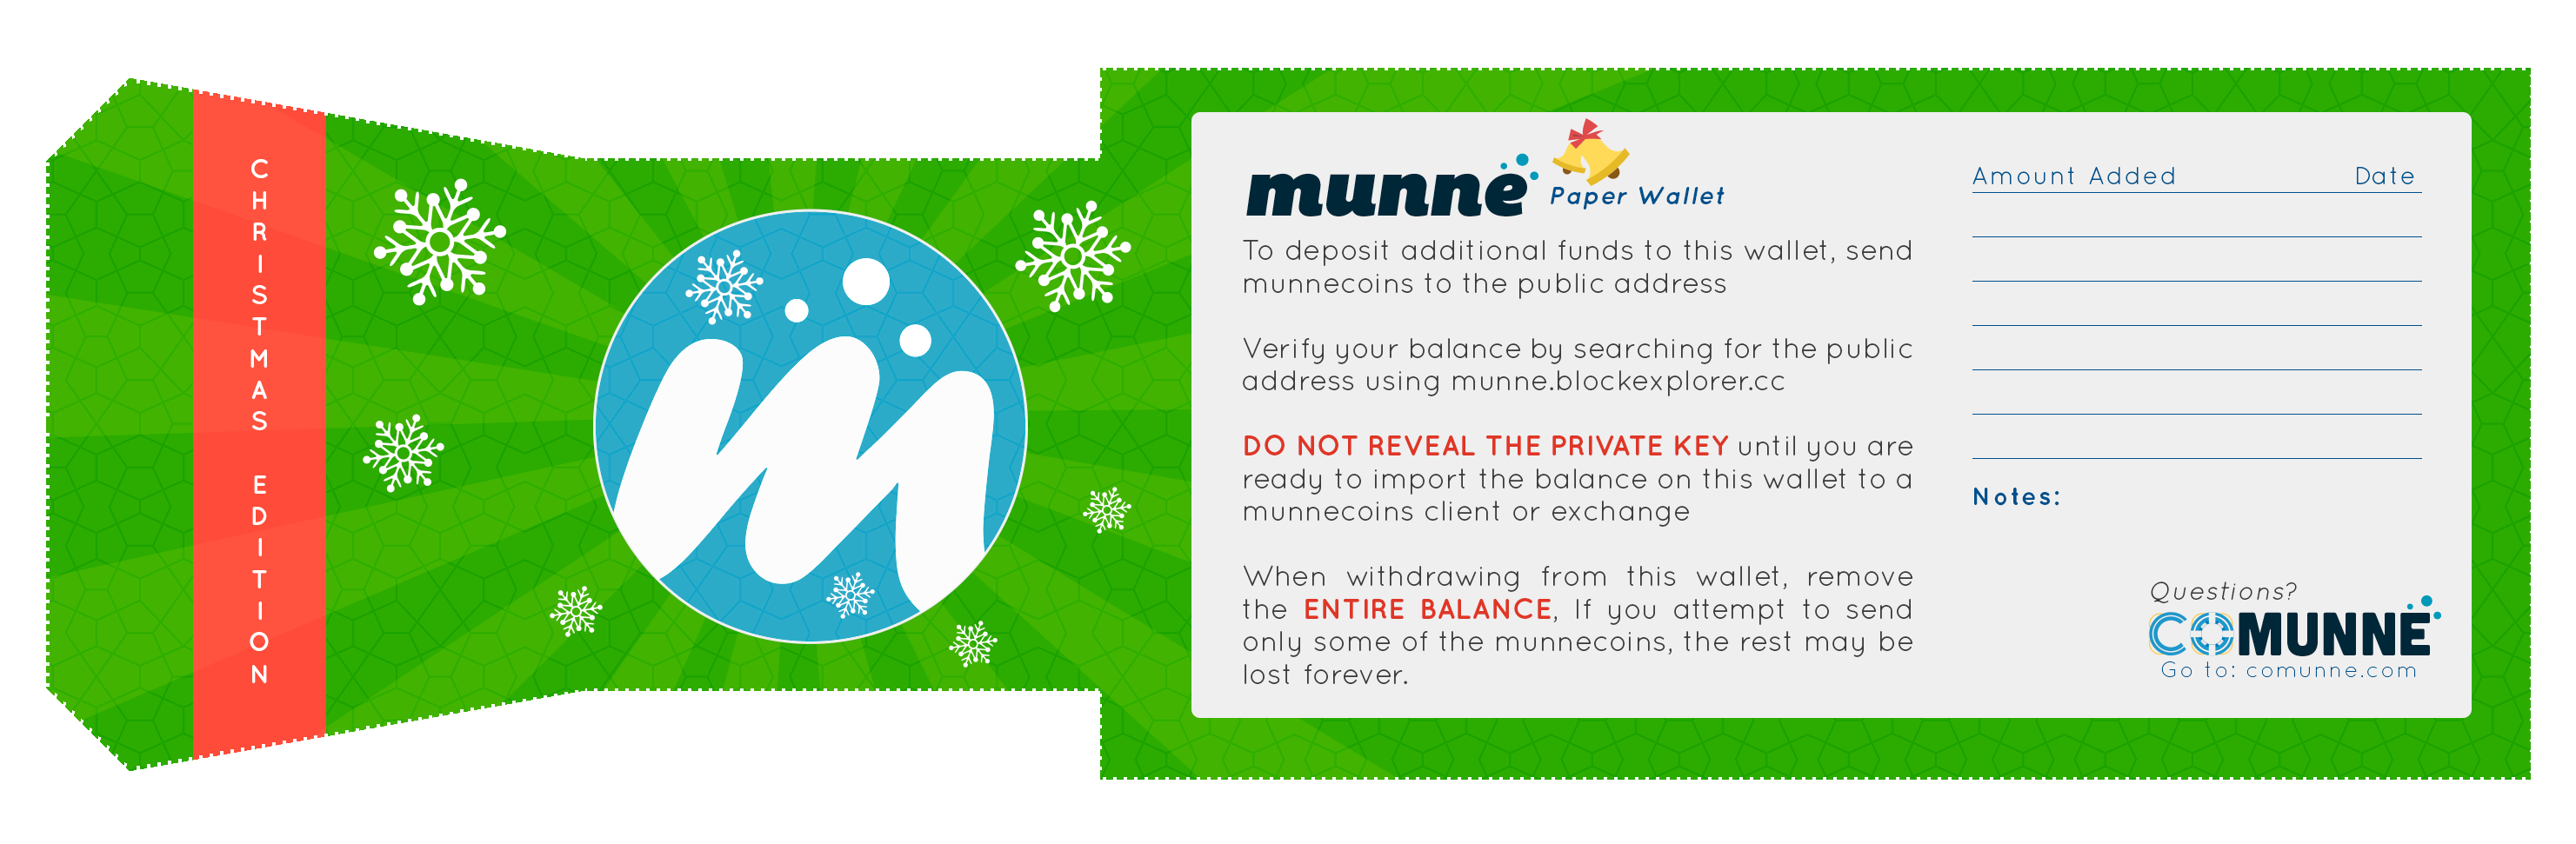 CHRISTMAS EDITION
munne
Paper Wallet
To deposit additional funds to this wallet, send
munnecoins to the public address
Verify your balance by searching for the public
address using munne.blockexplorer.cc
DO NOT REVEAL THE PRIVATE KEY until you are
ready to import the balance on this wallet to a
munnecoins client or exchange
When withdrawing from this wallet, remove
the ENTIRE BALANCE, If you attempt to send
only some of the munnecoins, the rest may be
lost forever.
Amount Added Date
Notes:
Questions?
COMUNNE
Go to: comunne.com